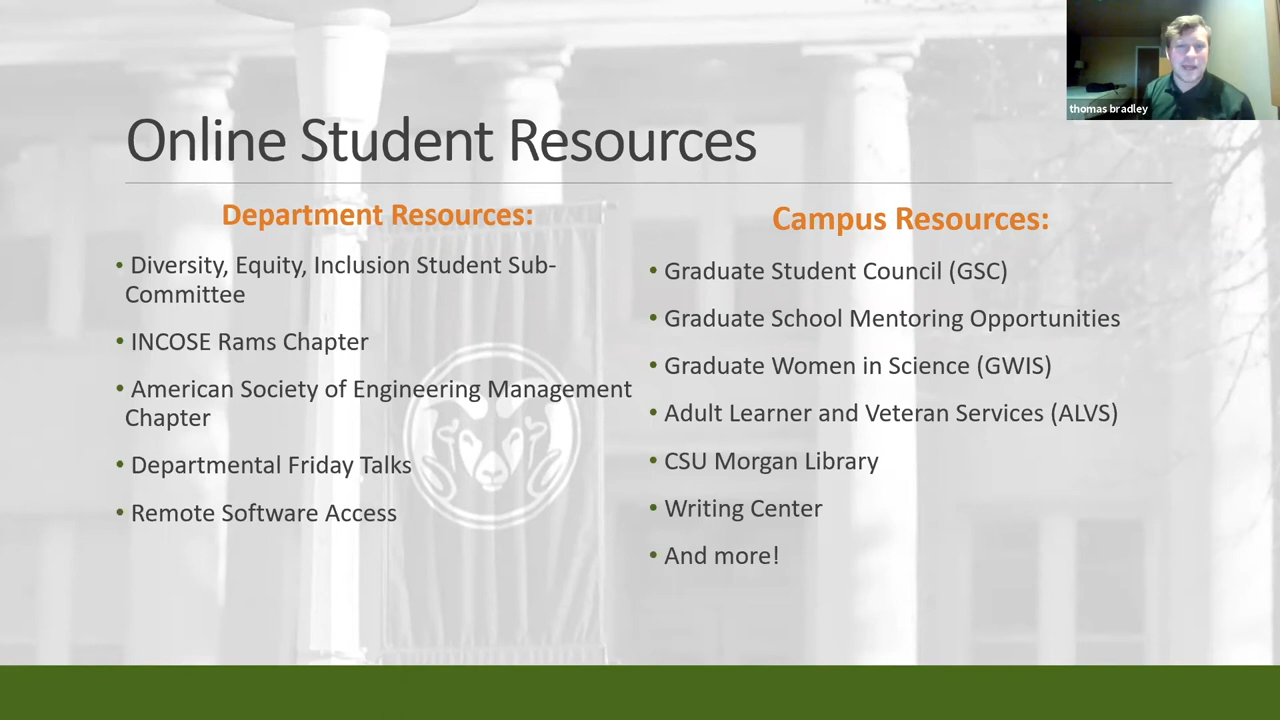 thomas bradley
Online Student Resources
Department Resources:
• Diversity, Equity, Inclusion Student Sub-
Committee
• INCOSE Rams Chapter
• American Society of Engineering Management
Chapter
• Departmental Friday Talks
• Remote Software Access
Campus Resources:
• Graduate Student Council (GSC)
• Graduate School Mentoring Opportunities
• Graduate Women in Science (GWIS)
• Adult Learner and Veteran Services (ALVS)
• CSU Morgan Library
• Writing Center
• And more!